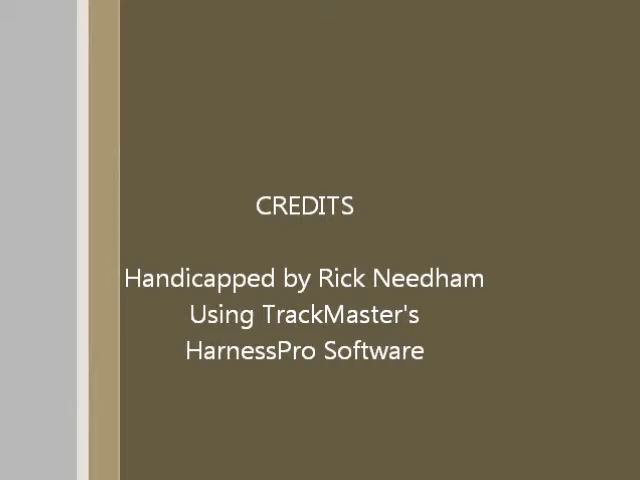 CREDITS
Handicapped by Rick Needham
Using TrackMaster's
HarnessPro Software